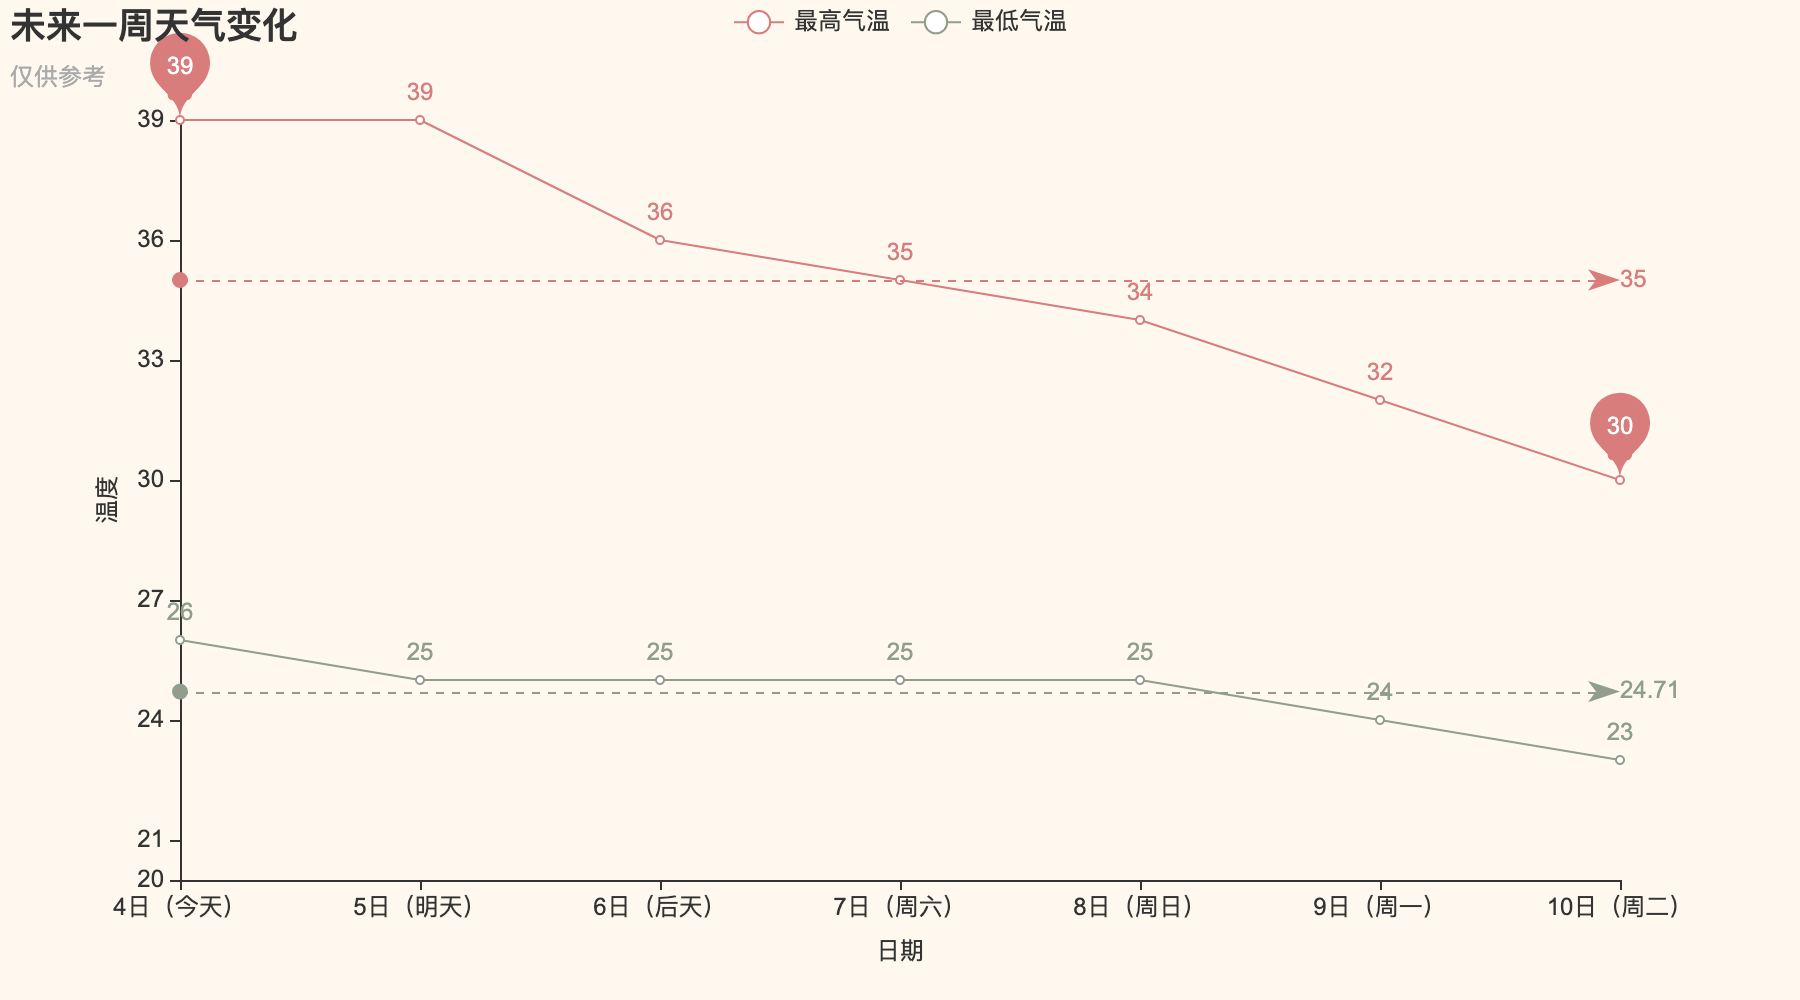 未来一周天气变化
仅供参考
最高气温
最低气温
39
39
36
35
34
32
30
35
26
25
25
25
25
24
23
24.71
39
36
33
30
27
24
21
20
温度
4日（今天）
5日（明天）
6日（后天）
7日（周六）
8日（周日）
9日（周一）
10日（周二）
日期